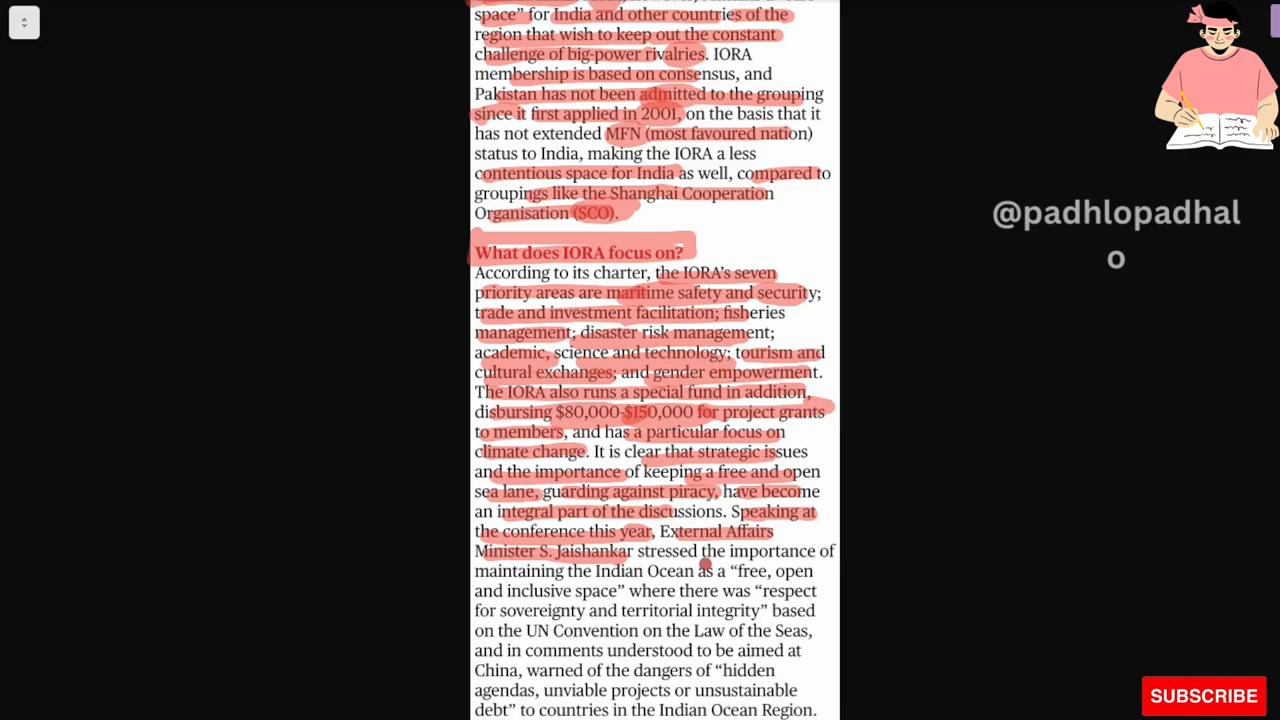 space” for India and other countries of the
region that wish to keep out the constant
challenge of big-power rivalries. IORA
membership is based on consensus, and
Pakistan has not been admitted to the grouping
since it first applied in 2001, on the basis that it
has not extended MFN (most favoured nation)
status to India, making the IORA a less
contentious space for India as well, compared to
groupings like the Shanghai Cooperation
Organisation (SCO).
What does IORA focus on?
According to its charter, the IORA’s seven
priority areas are maritime safety and security;
trade and investment facilitation; fisheries
management; disaster risk management;
academic, science and technology; tourism and
cultural exchanges; and gender empowerment.
The IORA also runs a special fund in addition,
disbursing $80,000-$150,000 for project grants
to members, and has a particular focus on
climate change. It is clear that strategic issues
and the importance of keeping a free and open
sea lane, guarding against piracy, have become
an integral part of the discussions. Speaking at
the conference this year, External Affairs
Minister S. Jaishankar stressed the importance of
maintaining the Indian Ocean as a “free, open
and inclusive space” where there was “respect
for sovereignty and territorial integrity” based
on the UN Convention on the Law of the Seas,
and in comments understood to be aimed at
China, warned of the dangers of “hidden
agendas, unviable projects or unsustainable
debt” to countries in the Indian Ocean Region.
@padhlopadhal
o
SUBSCRIBE